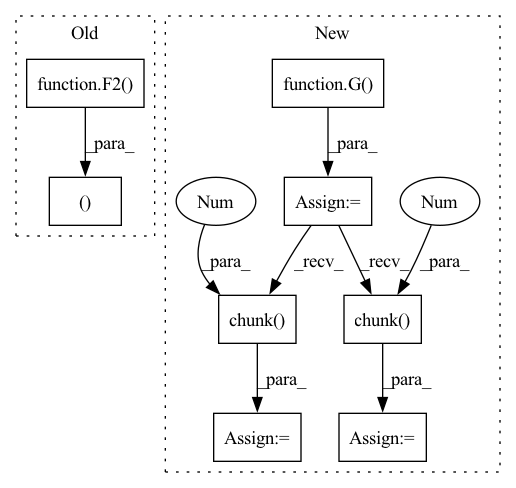 Old
New
function.F2()
function.G()
_para_
_para_
()
Num
Assign:=
Num
_para_
_recv_
_recv_
_para_
chunk()
chunk()
_para_
_para_
Assign:=
Assign:=